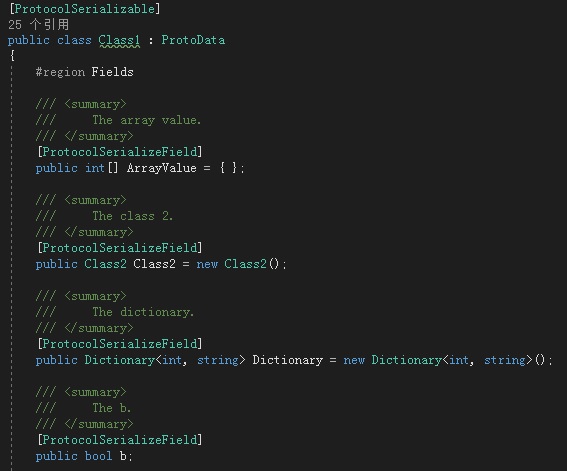 [ProtocolSerializable]
25 个引用
public class Class1 : ProtoData
{
#region Fields
/// <summary>
///     The array value.
/// </summary>
[ProtocolSerializeField]
public int[] ArrayValue = { };
/// <summary>
///     The class 2.
/// </summary>
[ProtocolSerializeField]
public Class2 Class2 = new Class2();
/// <summary>
///     The dictionary.
/// </summary>
[ProtocolSerializeField]
public Dictionary<int, string> Dictionary = new Dictionary<int, string>();
/// <summary>
///     The b.
/// </summary>
[ProtocolSerializeField]
public bool b;